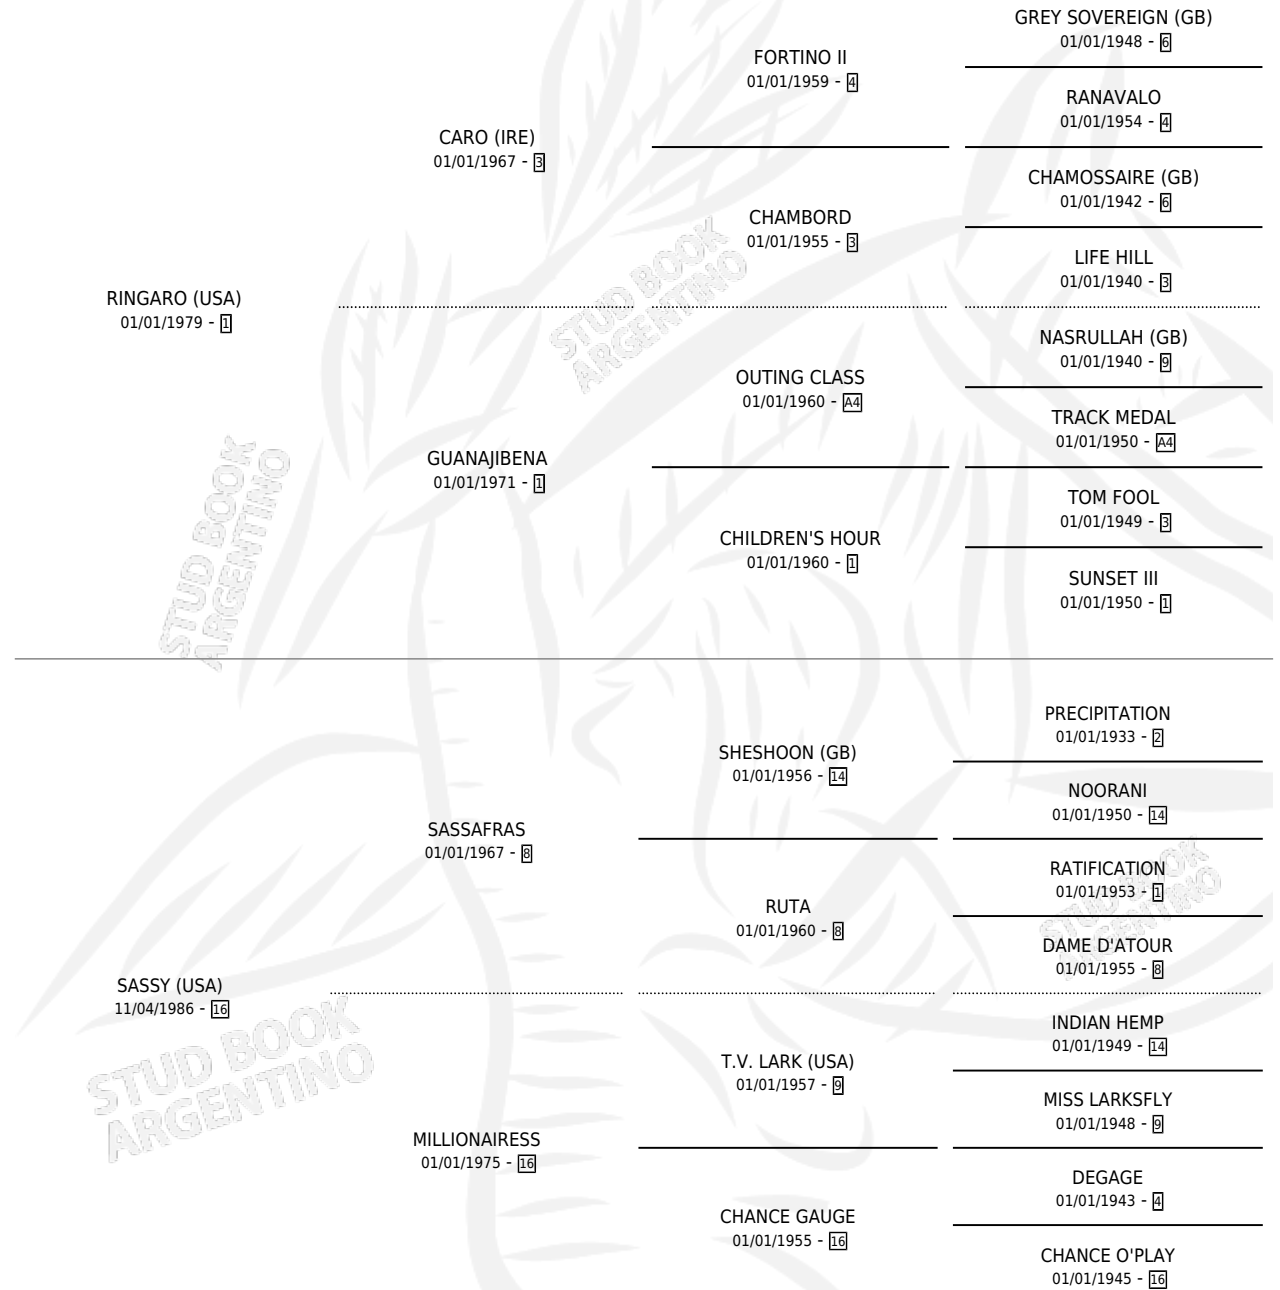 GREY SOVEREIGN (GB)
01/01/1948 - 6
FORTINO II
01/01/1959 - 4
RANAVALO
01/01/1954 - 4
CARO (IRE)
01/01/1967 - 3
CHAMOSSAIRE (GB)
01/01/1942 - 6
CHAMBORD
01/01/1955 - 3
LIFE HILL
01/01/1940 - 3
RINGARO (USA)
01/01/1979 - 1
NASRULLAH (GB)
01/01/1940 - 9
OUTING CLASS
01/01/1960 - A4
TRACK MEDAL
01/01/1950 - A4
GUANAJIBENA
01/01/1971 - 1
TOM FOOL
01/01/1949 - 3
CHILDREN'S HOUR
01/01/1960 - 1
SUNSET III
01/01/1950 - 1
STUD BOOK
ARGENTINO
STUD BOOK
ARGENTINO
PRECIPITATION
01/01/1933 - 2
SHESHOON (GB)
01/01/1956 - 14
NOORANI
01/01/1950 - 14
SASSAFRAS
01/01/1967 - 8
RATIFICATION
01/01/1953 - 1
RUTA
01/01/1960 - 8
DAME D'ATOUR
01/01/1955 - 8
SASSY (USA)
11/04/1986 - 16
INDIAN HEMP
01/01/1949 - 14
T.V. LARK (USA)
01/01/1957 - 9
MISS LARKSFLY
01/01/1948 - 9
MILLIONAIRESS
01/01/1975 - 16
DEGAGE
01/01/1943 - 4
CHANCE GAUGE
01/01/1955 - 16
CHANCE O'PLAY
01/01/1945 - 16
STUD BOOK
ARGENTINO
STUD BOOK
ARGENTINO